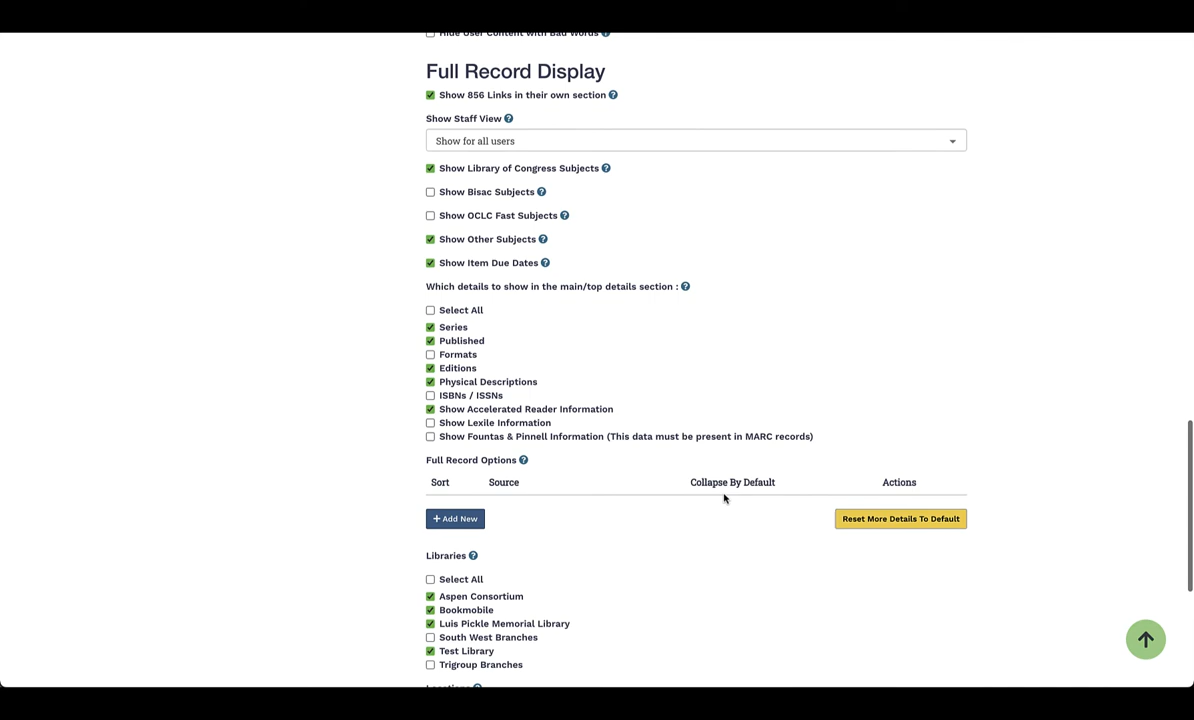 Hide User Content with Bad Words
Full Record Display
Show 856 Links in their own section
Show Staff View
Show for all users
Show Library of Congress Subjects
Show Bisac Subjects
Show OCLC Fast Subjects
Show Other Subjects
Show Item Due Dates
Which details to show in the main/top details section :
Select All
Series
Published
Formats
Editions
Physical Descriptions
ISBNs / ISSNs
Show Accelerated Reader Information
Show Lexile Information
Show Fountas & Pinnell Information (This data must be present in MARC records)
Full Record Options
Sort Source Collapse By Default Actions
+ Add New Reset More Details To Default
Libraries
Select All
Aspen Consortium
Bookmobile
Luis Pickle Memorial Library
South West Branches
Test Library
Trigroup Branches
Locations